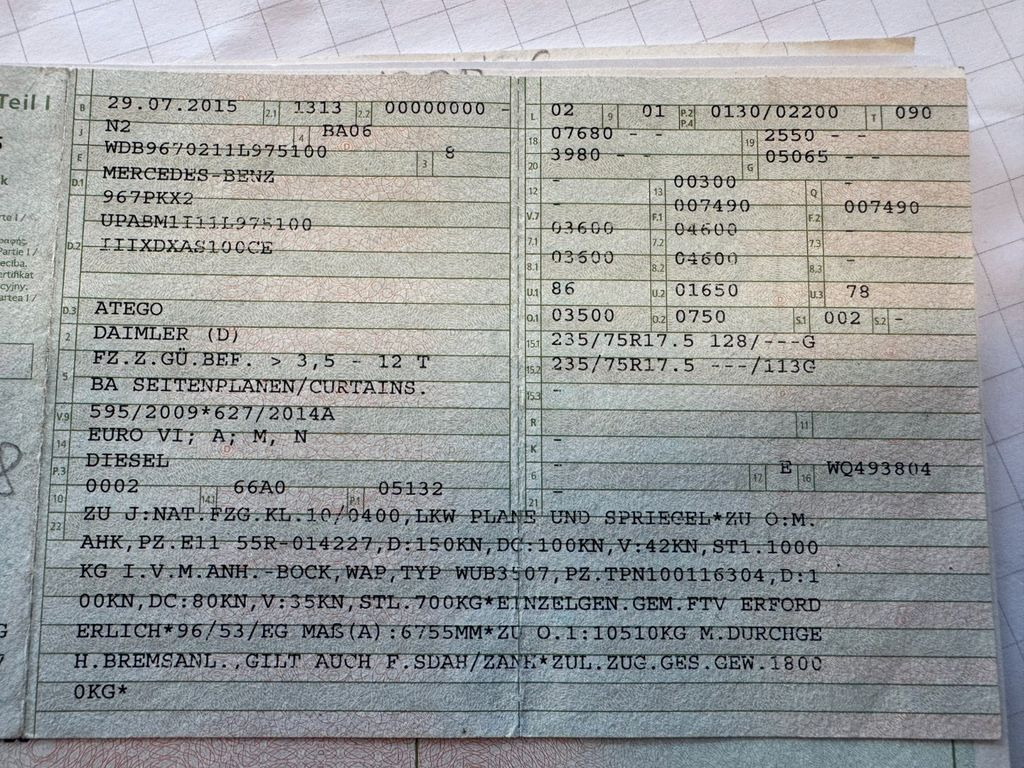 Teil I
B 29.07.2015 2.1 1313 2.2 00000000 -
J N2 4 BA06
E WDB9670211L975100 3 8
D.1 MERCEDES-BENZ
967PKX2
D.2 UPABM1I11L975100
IIIXDXAS100CE
D.3 ATEGO
2 DAIMLER (D)
5 FZ.Z.GÜ.BEF. > 3,5 - 12 T
BA SEITENPLANEN/CURTAINS.
V.9 595/2009*627/2014A
14 EURO VI; A; M, N
P.3 DIESEL
10 0002 14.1 66A0 P.1 05132
L 02 9 01 P.2 P.4 0130/02200 T 090
18 07680 - - 19 2550 - -
20 3980 - - G 05065 - -
12 - 13 00300 Q -
V.7 - F.1 007490 F.2 007490
7.1 03600 7.2 04600 7.3 -
8.1 03600 8.2 04600 8.3 -
U.1 86 U.2 01650 U.3 78
O.1 03500 O.2 0750 S.1 002 S.2 -
15.1 235/75R17.5 128/---G
15.2 235/75R17.5 ---/113G
15.3 -
R - 11
K -
6 - 17 E 16 WQ493804
21 -
22 ZU J:NAT.FZG.KL.10/0400,LKW PLANE UND SPRIEGEL*ZU O:M.
AHK,PZ.E11 55R-014227,D:150KN,DC:100KN,V:42KN,ST1.1000
KG I.V.M.ANH.-BOCK,WAP,TYP WUB3507,PZ.TPN100116304,D:1
00KN,DC:80KN,V:35KN,STL.700KG*EINZELGEN.GEM.FTV ERFORD
ERLICH*96/53/EG MAß(A):6755MM*ZU O.1:10510KG M.DURCHGE
H.BREMSANL.,GILT AUCH F.SDAH/ZANH*ZUL.ZUG.GES.GEW.1800
0KG*